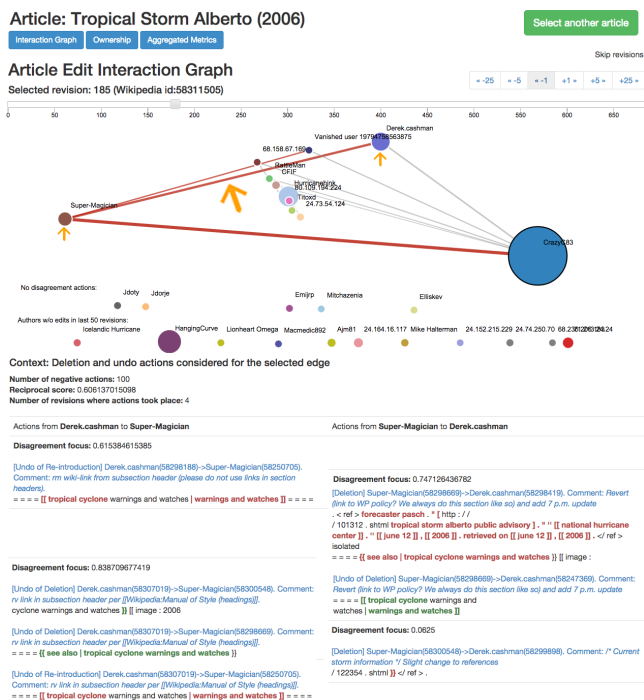 Article: Tropical Storm Alberto (2006)
Select another article
Interaction Graph Ownership Aggregated Metrics
Skip revisions
Article Edit Interaction Graph
« -25 « -5 « -1 +1 » +5 » +25 »
Selected revision: 185 (Wikipedia id:58311505)
0 50 100 150 200 250 300 350 400 450 500 550 600 650
Derek.cashman
Vanished user 19794758563875
68.158.67.169
RattleMan
CFIF
Hurricanehink
80.109.194.224
Titoxd
24.73.54.124
Super-Magician
CrazyC83
No disagreement actions:
Jdoty
Jdorje
Emijrp
Mitchazenia
Elliskev
Authors w/o edits in last 50 revisions:
Icelandic Hurricane HangingCurve Lionheart Omega Macmedic892 Ajm81 24.164.16.117 Mike Halterman 24.152.215.229 24.74.250.70
Context: Deletion and undo actions considered for the selected edge
Number of negative actions: 100
Reciprocal score: 0.606137015098
Number of revisions where actions took place: 4
Actions from Derek.cashman to Super-Magician
Disagreement focus: 0.615384615385
[Undo of Re-introduction] Derek.cashman(58298188)->Super-Magician(58250705).
Comment: rm wiki-link from subsection header (please do not use links in section
headers).
= = = = [[ tropical cyclone warnings and watches | warnings and watches ]] = = = =
Disagreement focus: 0.838709677419
[Undo of Deletion] Derek.cashman(58307019)->Super-Magician(58300548). Comment:
rv link in subsection header per [[Wikipedia:Manual of Style (headings)]].
cyclone warnings and watches }} [[ image : 2006
[Undo of Deletion] Derek.cashman(58307019)->Super-Magician(58298669). Comment:
rv link in subsection header per [[Wikipedia:Manual of Style (headings)]].
= = = = {{ see also | tropical cyclone warnings and watches }}
[Undo of Re-introduction] Derek.cashman(58307019)->Super-Magician(58250705).
Comment: rv link in subsection header per [[Wikipedia:Manual of Style (headings)]].
= = = = [[ tropical cyclone warnings and watches | warnings and watches ]] = = = =
Actions from Super-Magician to Derek.cashman
Disagreement focus: 0.747126436782
[Deletion] Super-Magician(58298669)->Derek.cashman(58298419). Comment: Revert
(link to WP policy? We always do this section like so) and add 7 p.m. update
. < ref > forecaster pasch . " [ http : / /
/ 101312 . shtml tropical storm alberto public advisory ] . " '' [[ national hurricane
center ]] . '' [[ june 12 ]] , [[ 2006 ]] . retrieved on [[ june 12 ]] , [[ 2006 ]] . </ ref >
isolated
= = = = {{ see also | tropical cyclone warnings and watches }} [[ image :
[Undo of Deletion] Super-Magician(58298669)->Derek.cashman(58247369). Comment:
Revert (link to WP policy? We always do this section like so) and add 7 p.m. update
= = = = [[ tropical cyclone warnings and
watches | warnings and watches ]]
Disagreement focus: 0.0625
[Deletion] Super-Magician(58300548)->Derek.cashman(58299898). Comment: /* Current
storm information */ Slight change to references
/ 122354 . shtml }} </ ref > .